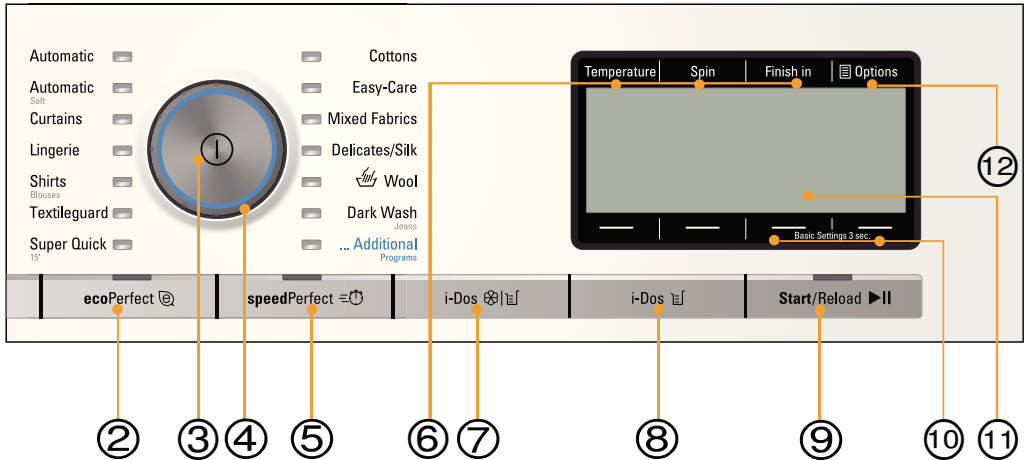 Automatic
Automatic
Soft
Curtains
Lingerie
Shirts
Blouses
Textileguard
Super Quick
15'
Cottons
Easy-Care
Mixed Fabrics
Delicates/Silk
Wool
Dark Wash
Jeans
... Additional
Programs
Temperature
Spin
Finish in
Options
Basic Settings 3 sec.
ecoPerfect
speedPerfect
i-Dos
i-Dos
Start/Reload
② ③ ④ ⑤ ⑥ ⑦ ⑧ ⑨ ⑩ ⑪
⑫